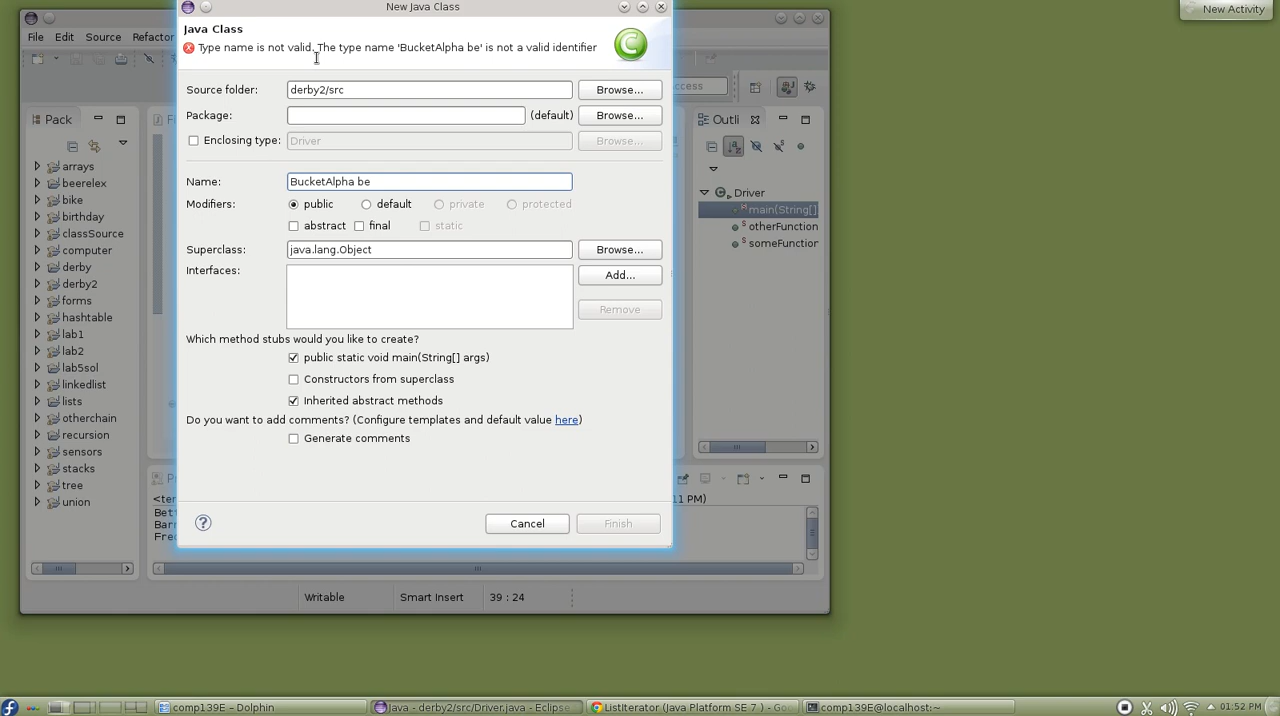 New Java Class
New Activity
Java Class
Type name is not valid. The type name 'BucketAlpha be' is not a valid identifier
File Edit Source Refactor
Source folder: derby2/src Browse...
Package: (default) Browse...
Enclosing type: Driver Browse...
Name: BucketAlpha be
Modifiers: public default private protected
abstract final static
Superclass: java.lang.Object Browse...
Interfaces: Add...
Remove
Which method stubs would you like to create?
public static void main(String[] args)
Constructors from superclass
Inherited abstract methods
Do you want to add comments? (Configure templates and default value here)
Generate comments
Cancel Finish
Pack
arrays
beerelex
bike
birthday
classSource
computer
derby
derby2
forms
hashtable
lab1
lab2
lab5sol
linkedlist
lists
otherchain
recursion
sensors
stacks
tree
union
Outli
Driver
main(String[]
otherFunction
someFunction
11 PM)
<te
Bet
Barn
Fre
Writable Smart Insert 39 : 24
comp139E – Dolphin
Java - derby2/src/Driver.java - Eclipse
ListIterator (Java Platform SE 7 ) - Goo
comp139E@localhost:~
01:52 PM